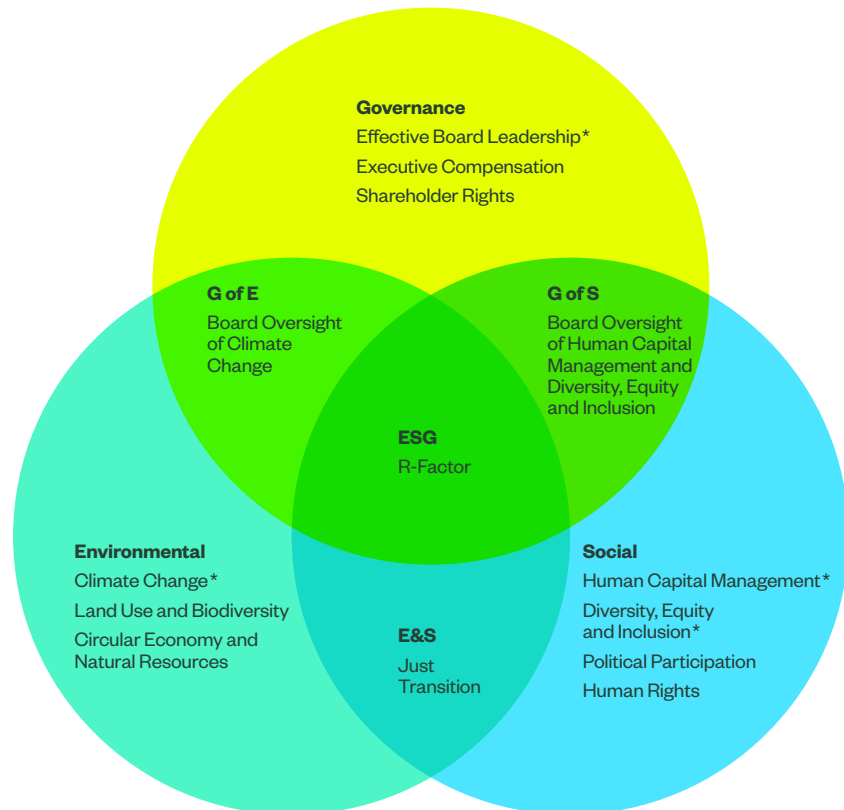 Governance
Effective Board Leadership*
Executive Compensation
Shareholder Rights
G of E
Board Oversight
of Climate
Change
G of S
Board Oversight
of Human Capital
Management and
Diversity, Equity
and Inclusion
ESG
R-Factor
Environmental
Climate Change*
Land Use and Biodiversity
Circular Economy and
Natural Resources
E&S
Just
Transition
Social
Human Capital Management*
Diversity, Equity
and Inclusion*
Political Participation
Human Rights